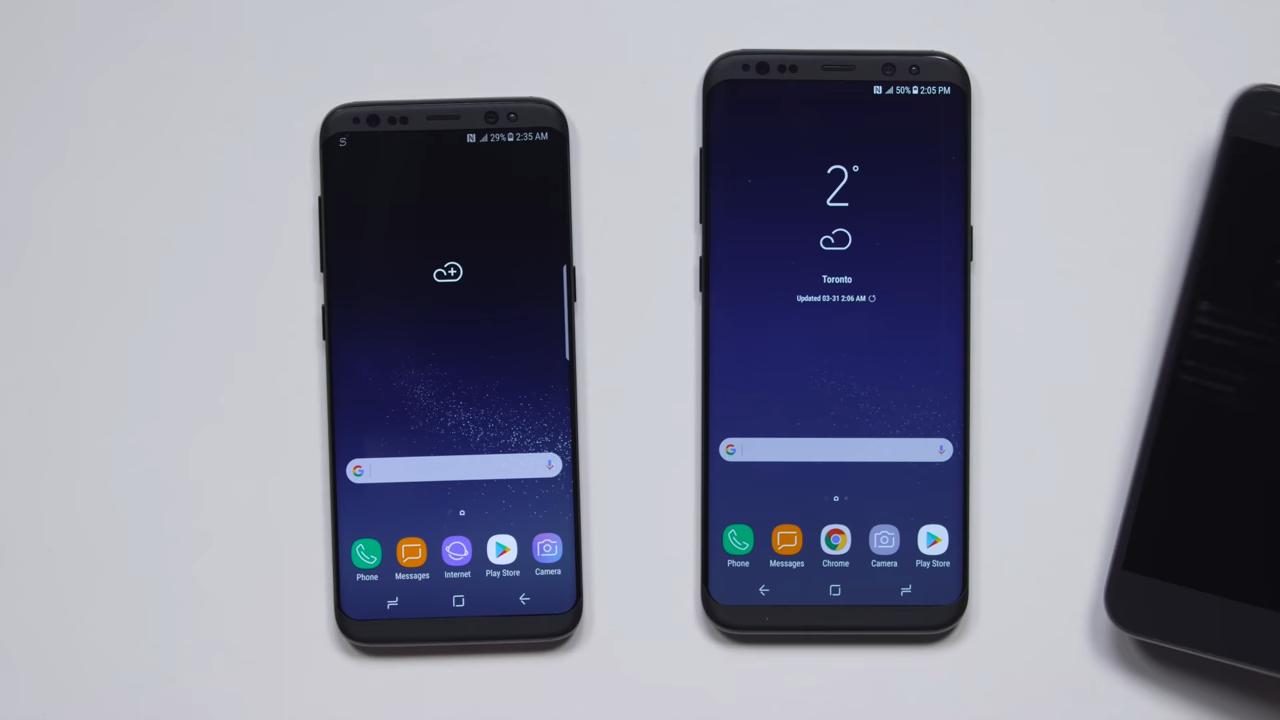 29% 2:35 AM
Phone
Messages
Internet
Play Store
Camera
50% 2:05 PM
2°
Toronto
Updated 03-31 2:06 AM
Phone
Messages
Chrome
Camera
Play Store